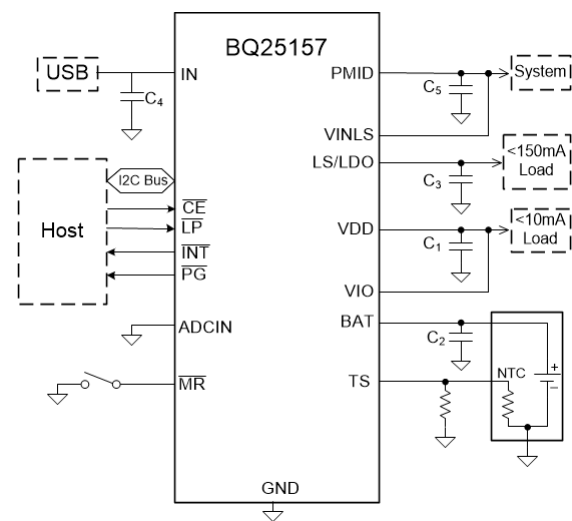 BQ25157
USB
IN
C4
I2C Bus
Host
CE
LP
INT
PG
ADCIN
MR
GND
PMID
C5
System
VINLS
LS/LDO
C3
<150mA
Load
VDD
C1
<10mA
Load
VIO
BAT
C2
NTC
+
−
TS